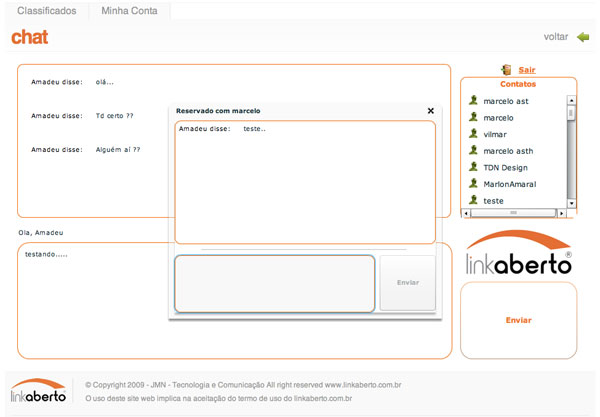 Classificados Minha Conta
chat
voltar
Amadeu disse: olá...
Amadeu disse: Td certo ??
Amadeu disse: Alguém aí ??
Reservado com marcelo
Amadeu disse: teste..
Enviar
Sair
Contatos
marcelo ast
marcelo
vilmar
marcelo asth
TDN Design
MarlonAmaral
teste
Ola, Amadeu
testando.....
linkaberto®
Enviar
linkaberto®
© Copyright 2009 - JMN - Tecnologia e Comunicação All right reserved www.linkaberto.com.br
O uso deste site web implica na aceitação do termo de uso do linkaberto.com.br